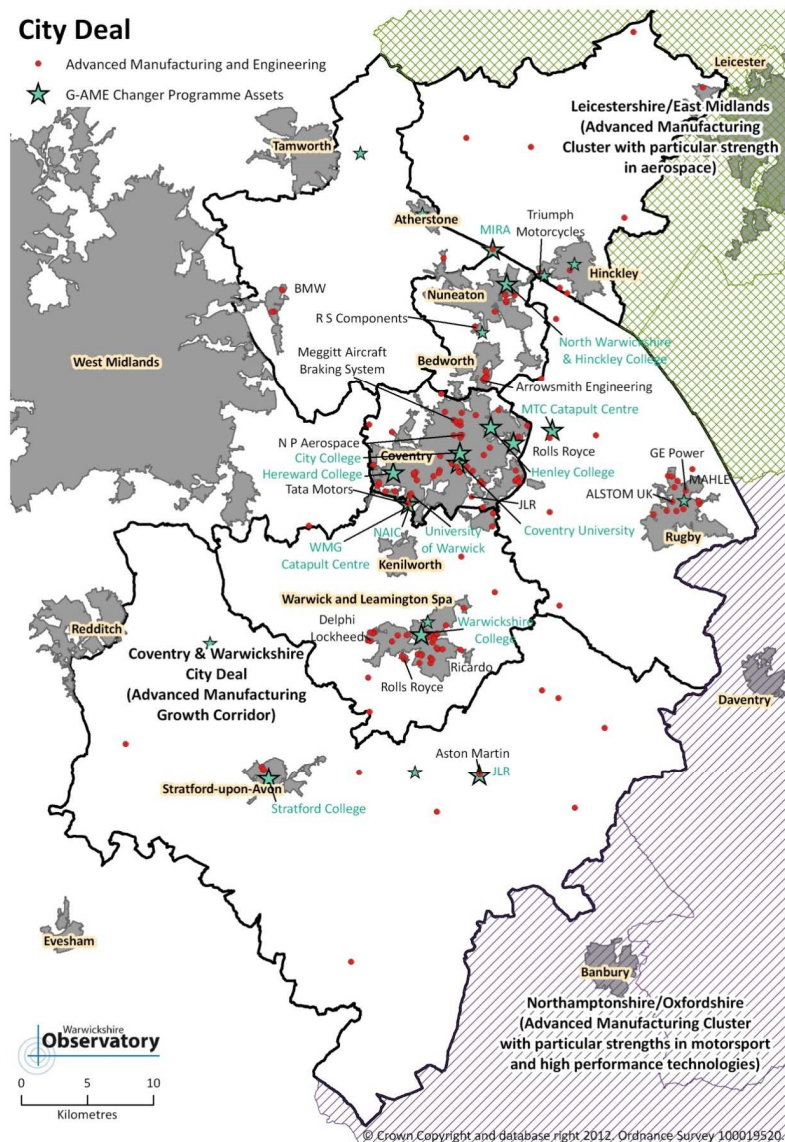 City Deal
Advanced Manufacturing and Engineering
G-AME Changer Programme Assets
Leicester
Leicestershire/East Midlands
(Advanced Manufacturing
Cluster with particular strength
in aerospace)
Tamworth
Atherstone
MIRA
Triumph
Motorcycles
Hinckley
BMW
Nuneaton
R S Components
North Warwickshire
& Hinckley College
West Midlands
Meggitt Aircraft
Braking System
Bedworth
Arrowsmith Engineering
MTC Catapult Centre
N P Aerospace
City College
Coventry
Rolls Royce
GE Power
Hereward College
Henley College
MAHLE
Tata Motors
JLR
ALSTOM UK
NAIC
University
of Warwick
Coventry University
Rugby
WMG
Catapult Centre
Kenilworth
Warwick and Leamington Spa
Redditch
Delphi
Lockheed
Warwickshire
College
Coventry & Warwickshire
City Deal
(Advanced Manufacturing
Growth Corridor)
Ricardo
Rolls Royce
Daventry
Aston Martin
JLR
Stratford-upon-Avon
Stratford College
Evesham
Banbury
Northamptonshire/Oxfordshire
(Advanced Manufacturing Cluster
with particular strengths in motorsport
and high performance technologies)
Warwickshire
Observatory
0 5 10
Kilometres
© Crown Copyright and database right 2012. Ordnance Survey 100019520.